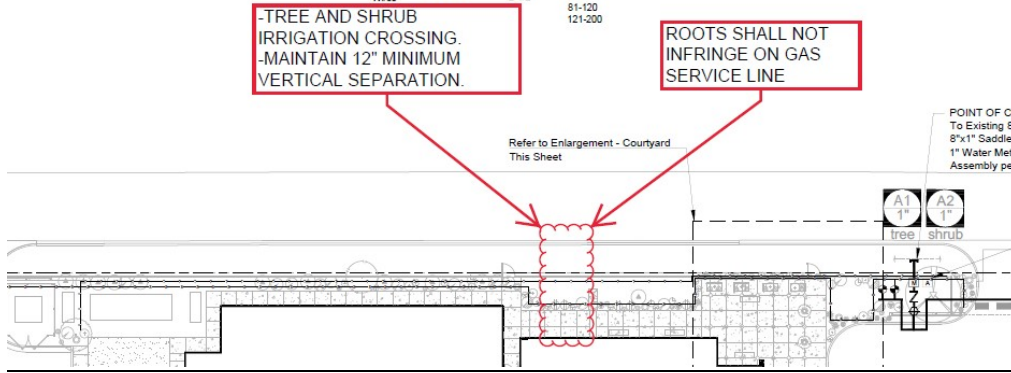 81-120
121-200
-TREE AND SHRUB
IRRIGATION CROSSING.
-MAINTAIN 12" MINIMUM
VERTICAL SEPARATION.
ROOTS SHALL NOT
INFRINGE ON GAS
SERVICE LINE
Refer to Enlargement - Courtyard
This Sheet
POINT OF C
To Existing 8
8"x1" Saddle
1" Water Met
Assembly pe
A1 A2
1" 1"
tree shrub
M A